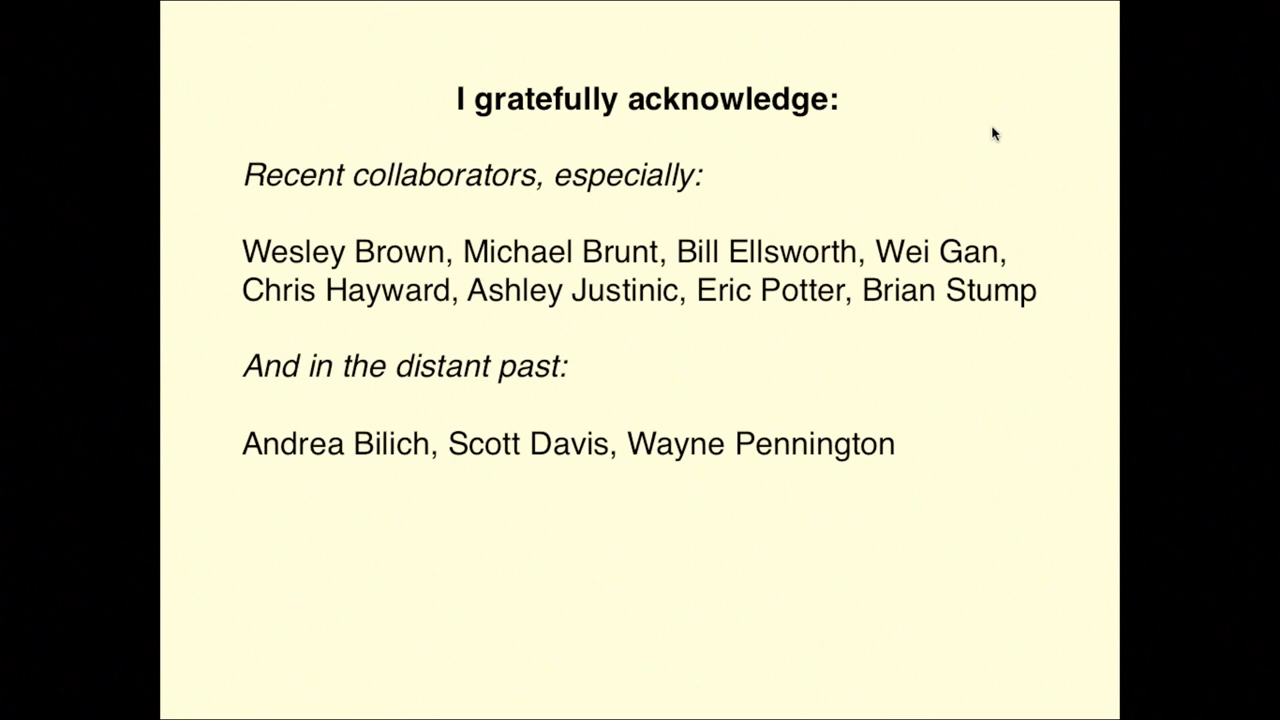 I gratefully acknowledge:
Recent collaborators, especially:
Wesley Brown, Michael Brunt, Bill Ellsworth, Wei Gan,
Chris Hayward, Ashley Justinic, Eric Potter, Brian Stump
And in the distant past:
Andrea Bilich, Scott Davis, Wayne Pennington